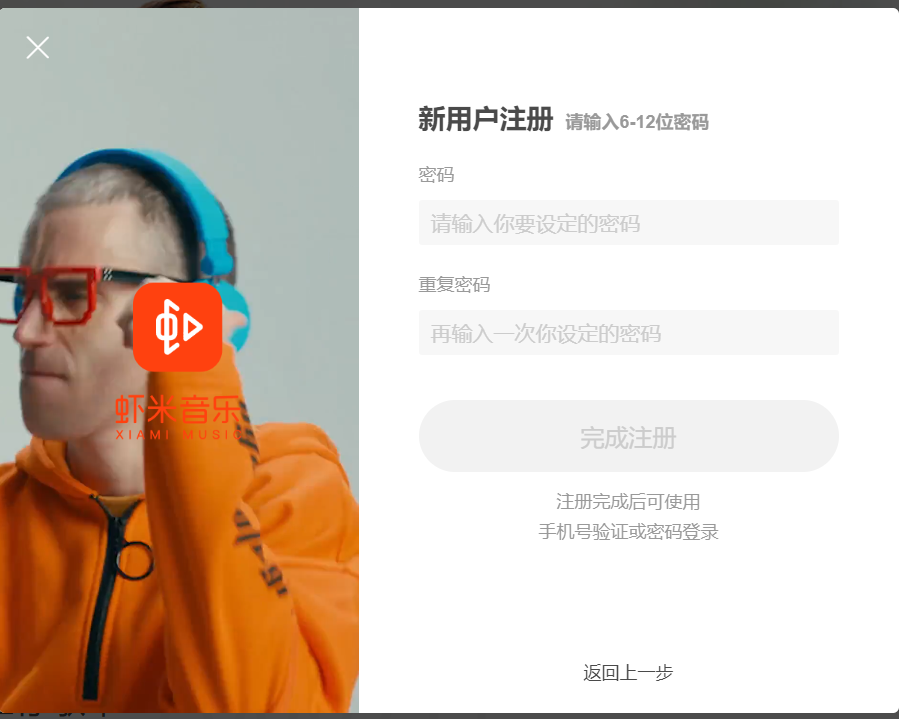 新用户注册 请输入6-12位密码
密码
请输入你要设定的密码
重复密码
再输入一次你设定的密码
虾米音乐
XIAMI MUSIC
完成注册
注册完成后可使用
手机号验证或密码登录
返回上一步